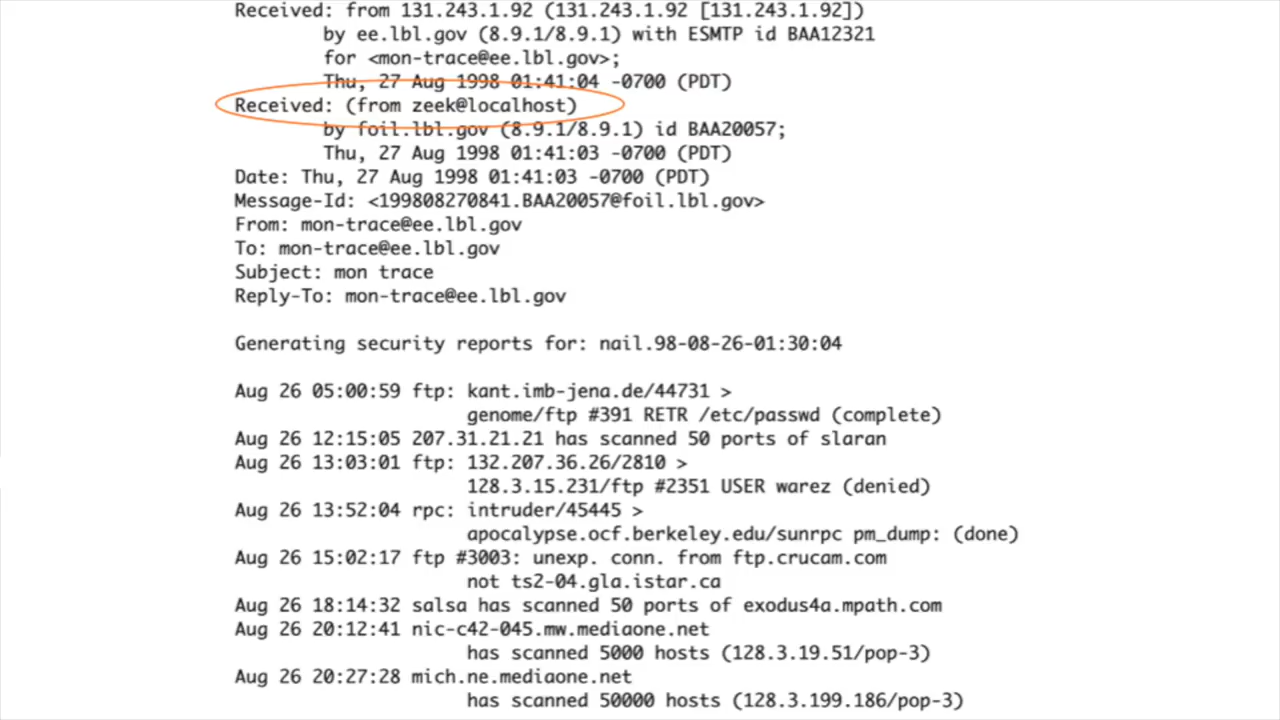 Received: from 131.243.1.92 (131.243.1.92 [131.243.1.92])
by ee.lbl.gov (8.9.1/8.9.1) with ESMTP id BAA12321
for <mon-trace@ee.lbl.gov>;
Thu, 27 Aug 1998 01:41:04 -0700 (PDT)
Received: (from zeek@localhost)
by foil.lbl.gov (8.9.1/8.9.1) id BAA20057;
Thu, 27 Aug 1998 01:41:03 -0700 (PDT)
Date: Thu, 27 Aug 1998 01:41:03 -0700 (PDT)
Message-Id: <199808270841.BAA20057@foil.lbl.gov>
From: mon-trace@ee.lbl.gov
To: mon-trace@ee.lbl.gov
Subject: mon trace
Reply-To: mon-trace@ee.lbl.gov
Generating security reports for: nail.98-08-26-01:30:04
Aug 26 05:00:59 ftp: kant.imb-jena.de/44731 >
genome/ftp #391 RETR /etc/passwd (complete)
Aug 26 12:15:05 207.31.21.21 has scanned 50 ports of slaran
Aug 26 13:03:01 ftp: 132.207.36.26/2810 >
128.3.15.231/ftp #2351 USER warez (denied)
Aug 26 13:52:04 rpc: intruder/45445 >
apocalypse.ocf.berkeley.edu/sunrpc pm_dump: (done)
Aug 26 15:02:17 ftp #3003: unexp. conn. from ftp.crucam.com
not ts2-04.gla.istar.ca
Aug 26 18:14:32 salsa has scanned 50 ports of exodus4a.mpath.com
Aug 26 20:12:41 nic-c42-045.mw.mediaone.net
has scanned 5000 hosts (128.3.19.51/pop-3)
Aug 26 20:27:28 mich.ne.mediaone.net
has scanned 50000 hosts (128.3.199.186/pop-3)